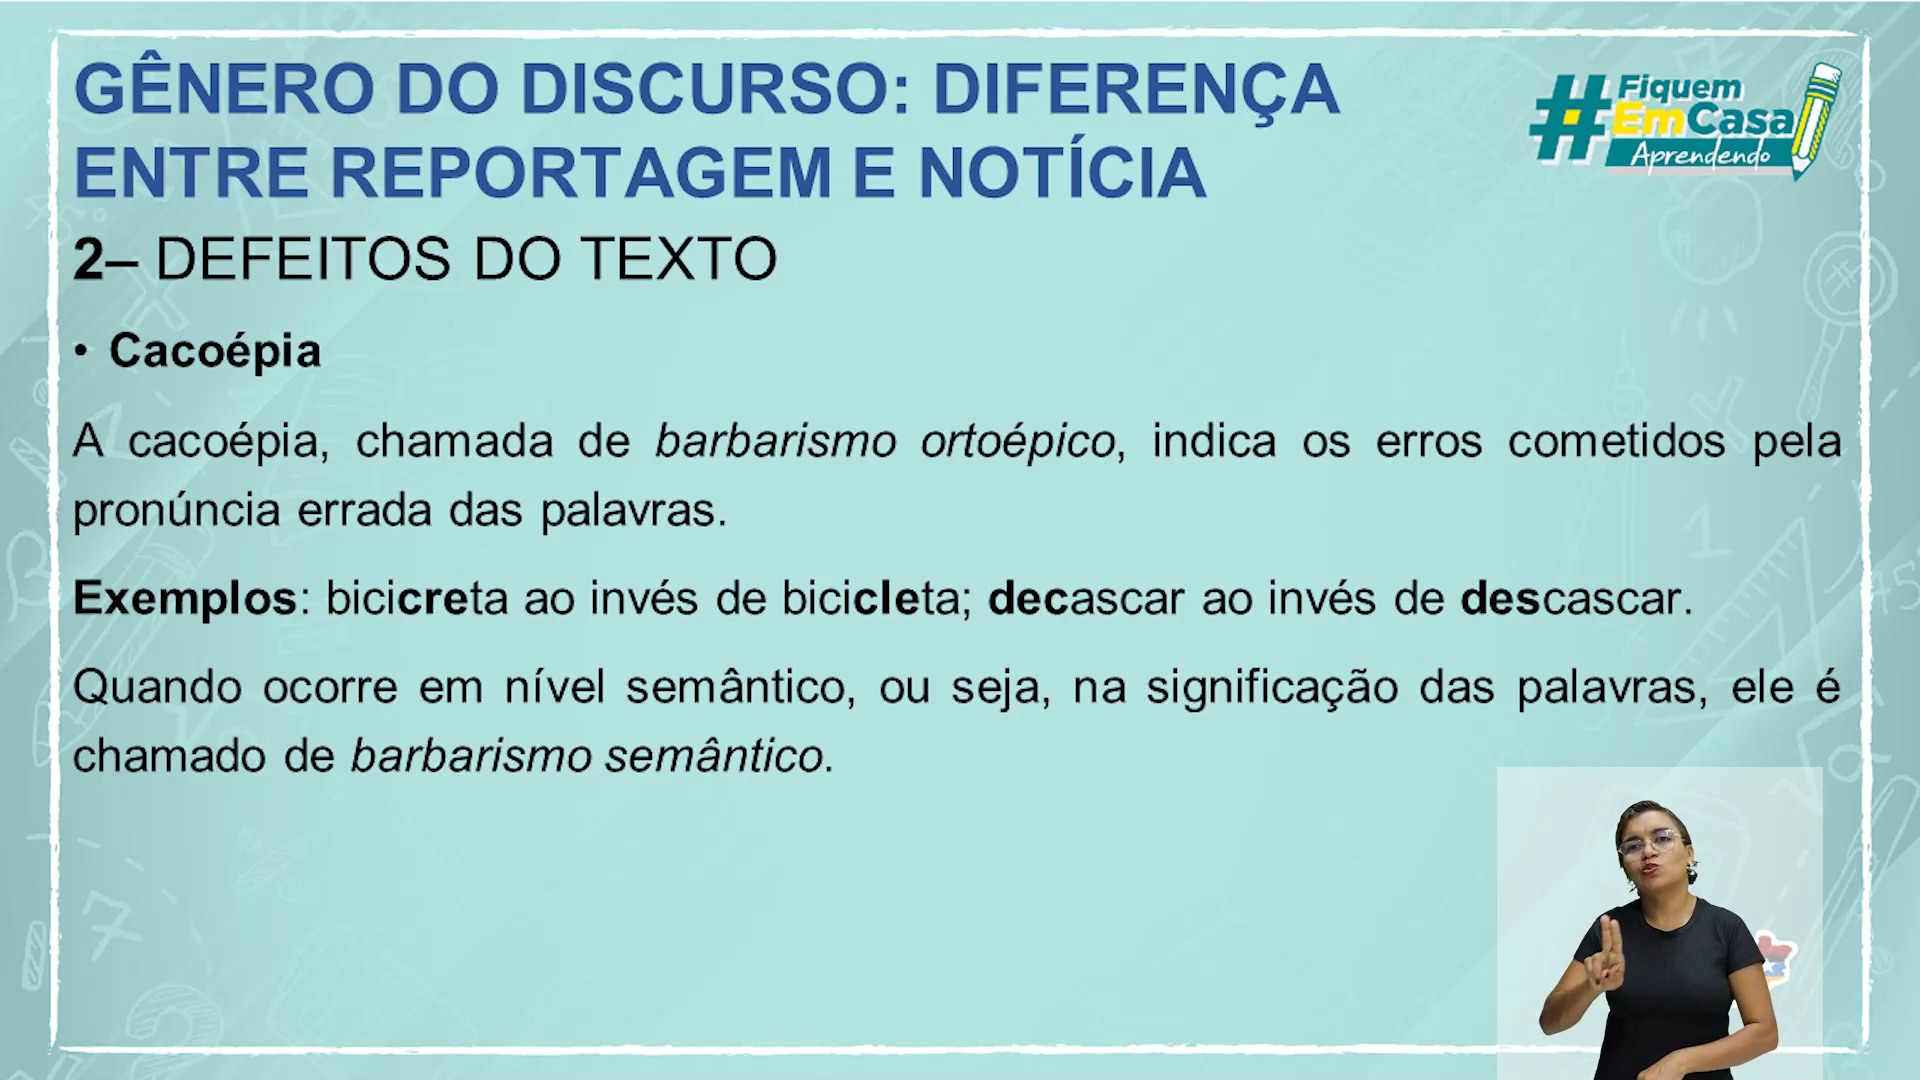 GÊNERO DO DISCURSO: DIFERENÇA
ENTRE REPORTAGEM E NOTÍCIA
#Fiquem
EmCasa
Aprendendo
2– DEFEITOS DO TEXTO
• Cacoépia
A cacoépia, chamada de barbarismo ortoépico, indica os erros cometidos pela
pronúncia errada das palavras.
Exemplos: bicicreta ao invés de bicicleta; decascar ao invés de descascar.
Quando ocorre em nível semântico, ou seja, na significação das palavras, ele é
chamado de barbarismo semântico.